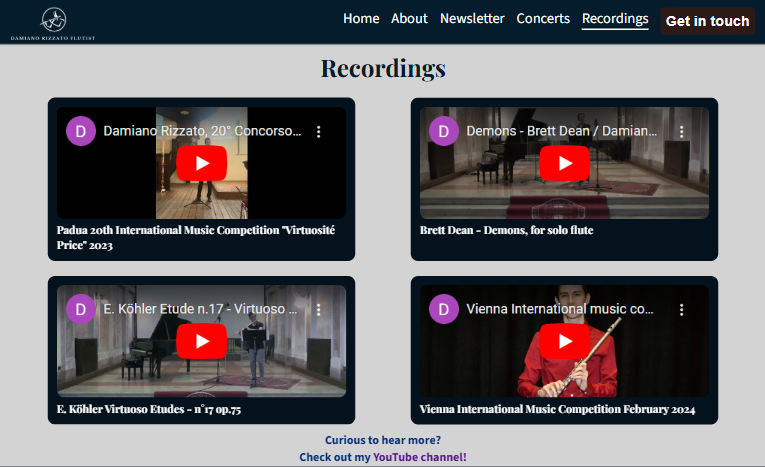 Home About Newsletter Concerts Recordings Get in touch
DAMIANO RIZZATO FLUTIST
Recordings
D Damiano Rizzato, 20° Concorso...
Padua 20th International Music Competition "Virtuosité
Price" 2023
D Demons - Brett Dean / Damian...
Brett Dean - Demons, for solo flute
D E. Köhler Etude n.17 - Virtuoso ...
E. Köhler Virtuoso Etudes - n°17 op.75
D Vienna International music co...
Vienna International Music Competition February 2024
Curious to hear more?
Check out my YouTube channel!